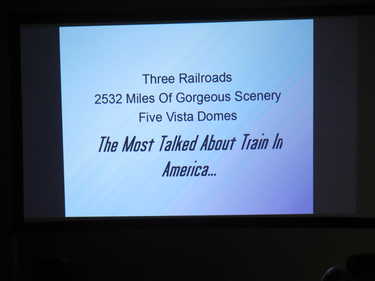 Three Railroads
2532 Miles Of Gorgeous Scenery
Five Vista Domes
The Most Talked About Train In
America...